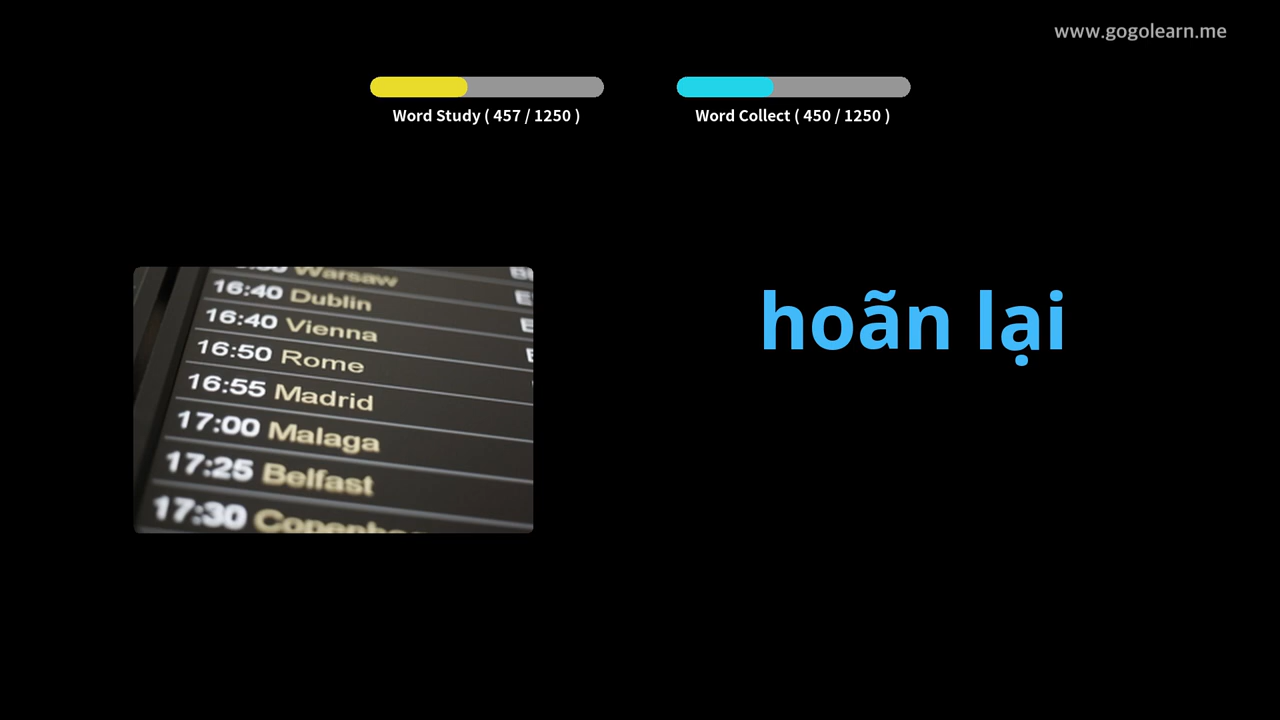 www.gogolearn.me
Word Study ( 457 / 1250 )
Word Collect ( 450 / 1250 )
Warsaw
16:40 Dublin
16:40 Vienna
16:50 Rome
16:55 Madrid
17:00 Malaga
17:25 Belfast
17:30
hoãn lại